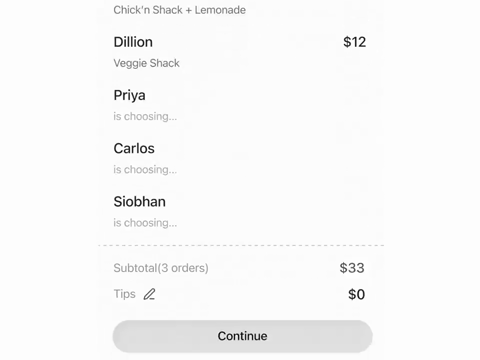 Chick'n Shack + Lemonade
Dillion $12
Veggie Shack
Priya
is choosing...
Carlos
is choosing...
Siobhan
is choosing...
Subtotal(3 orders) $33
Tips $0
Continue